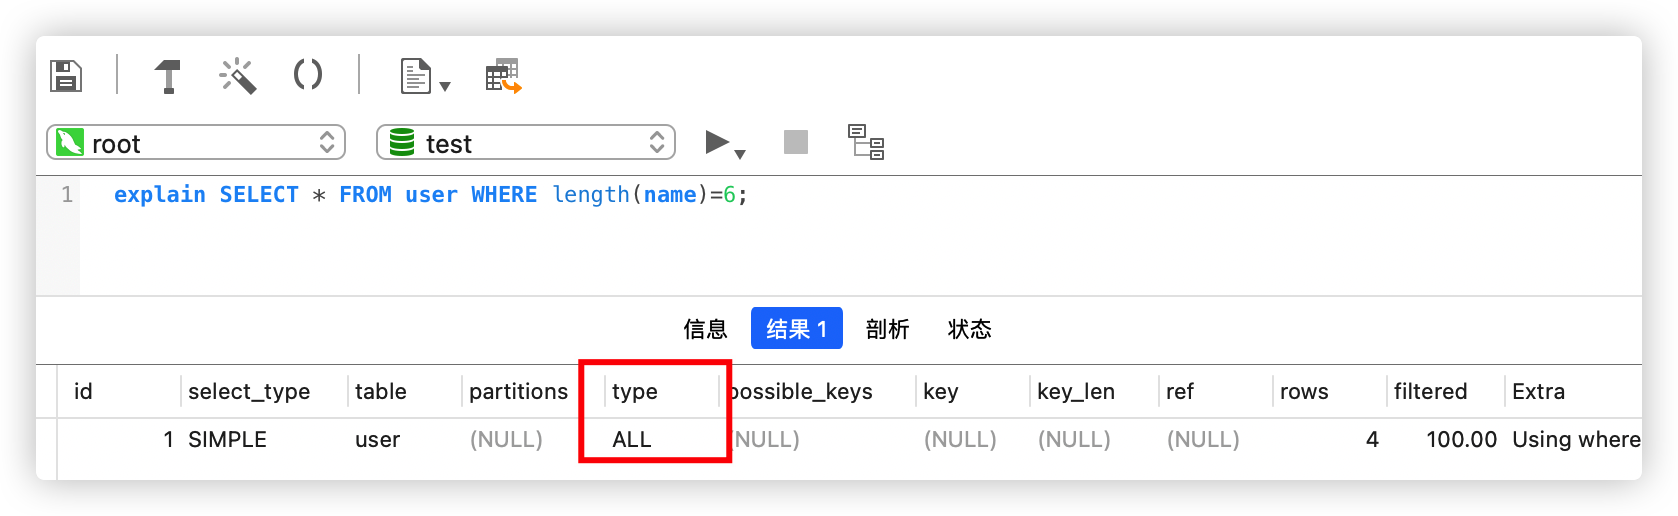 root test
1 explain SELECT * FROM user WHERE length(name)=6;
信息 结果 1 剖析 状态
id select_type table partitions type possible_keys key key_len ref rows filtered Extra
1 SIMPLE user (NULL) ALL (NULL) (NULL) (NULL) (NULL) 4 100.00 Using where